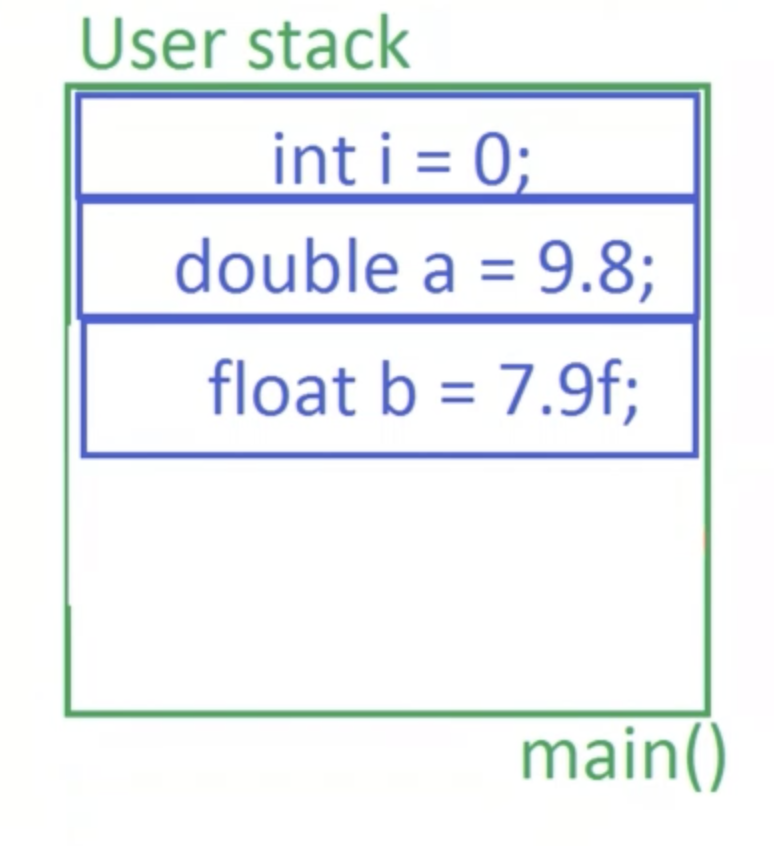 User stack
int i = 0;
double a = 9.8;
float b = 7.9f;
main()